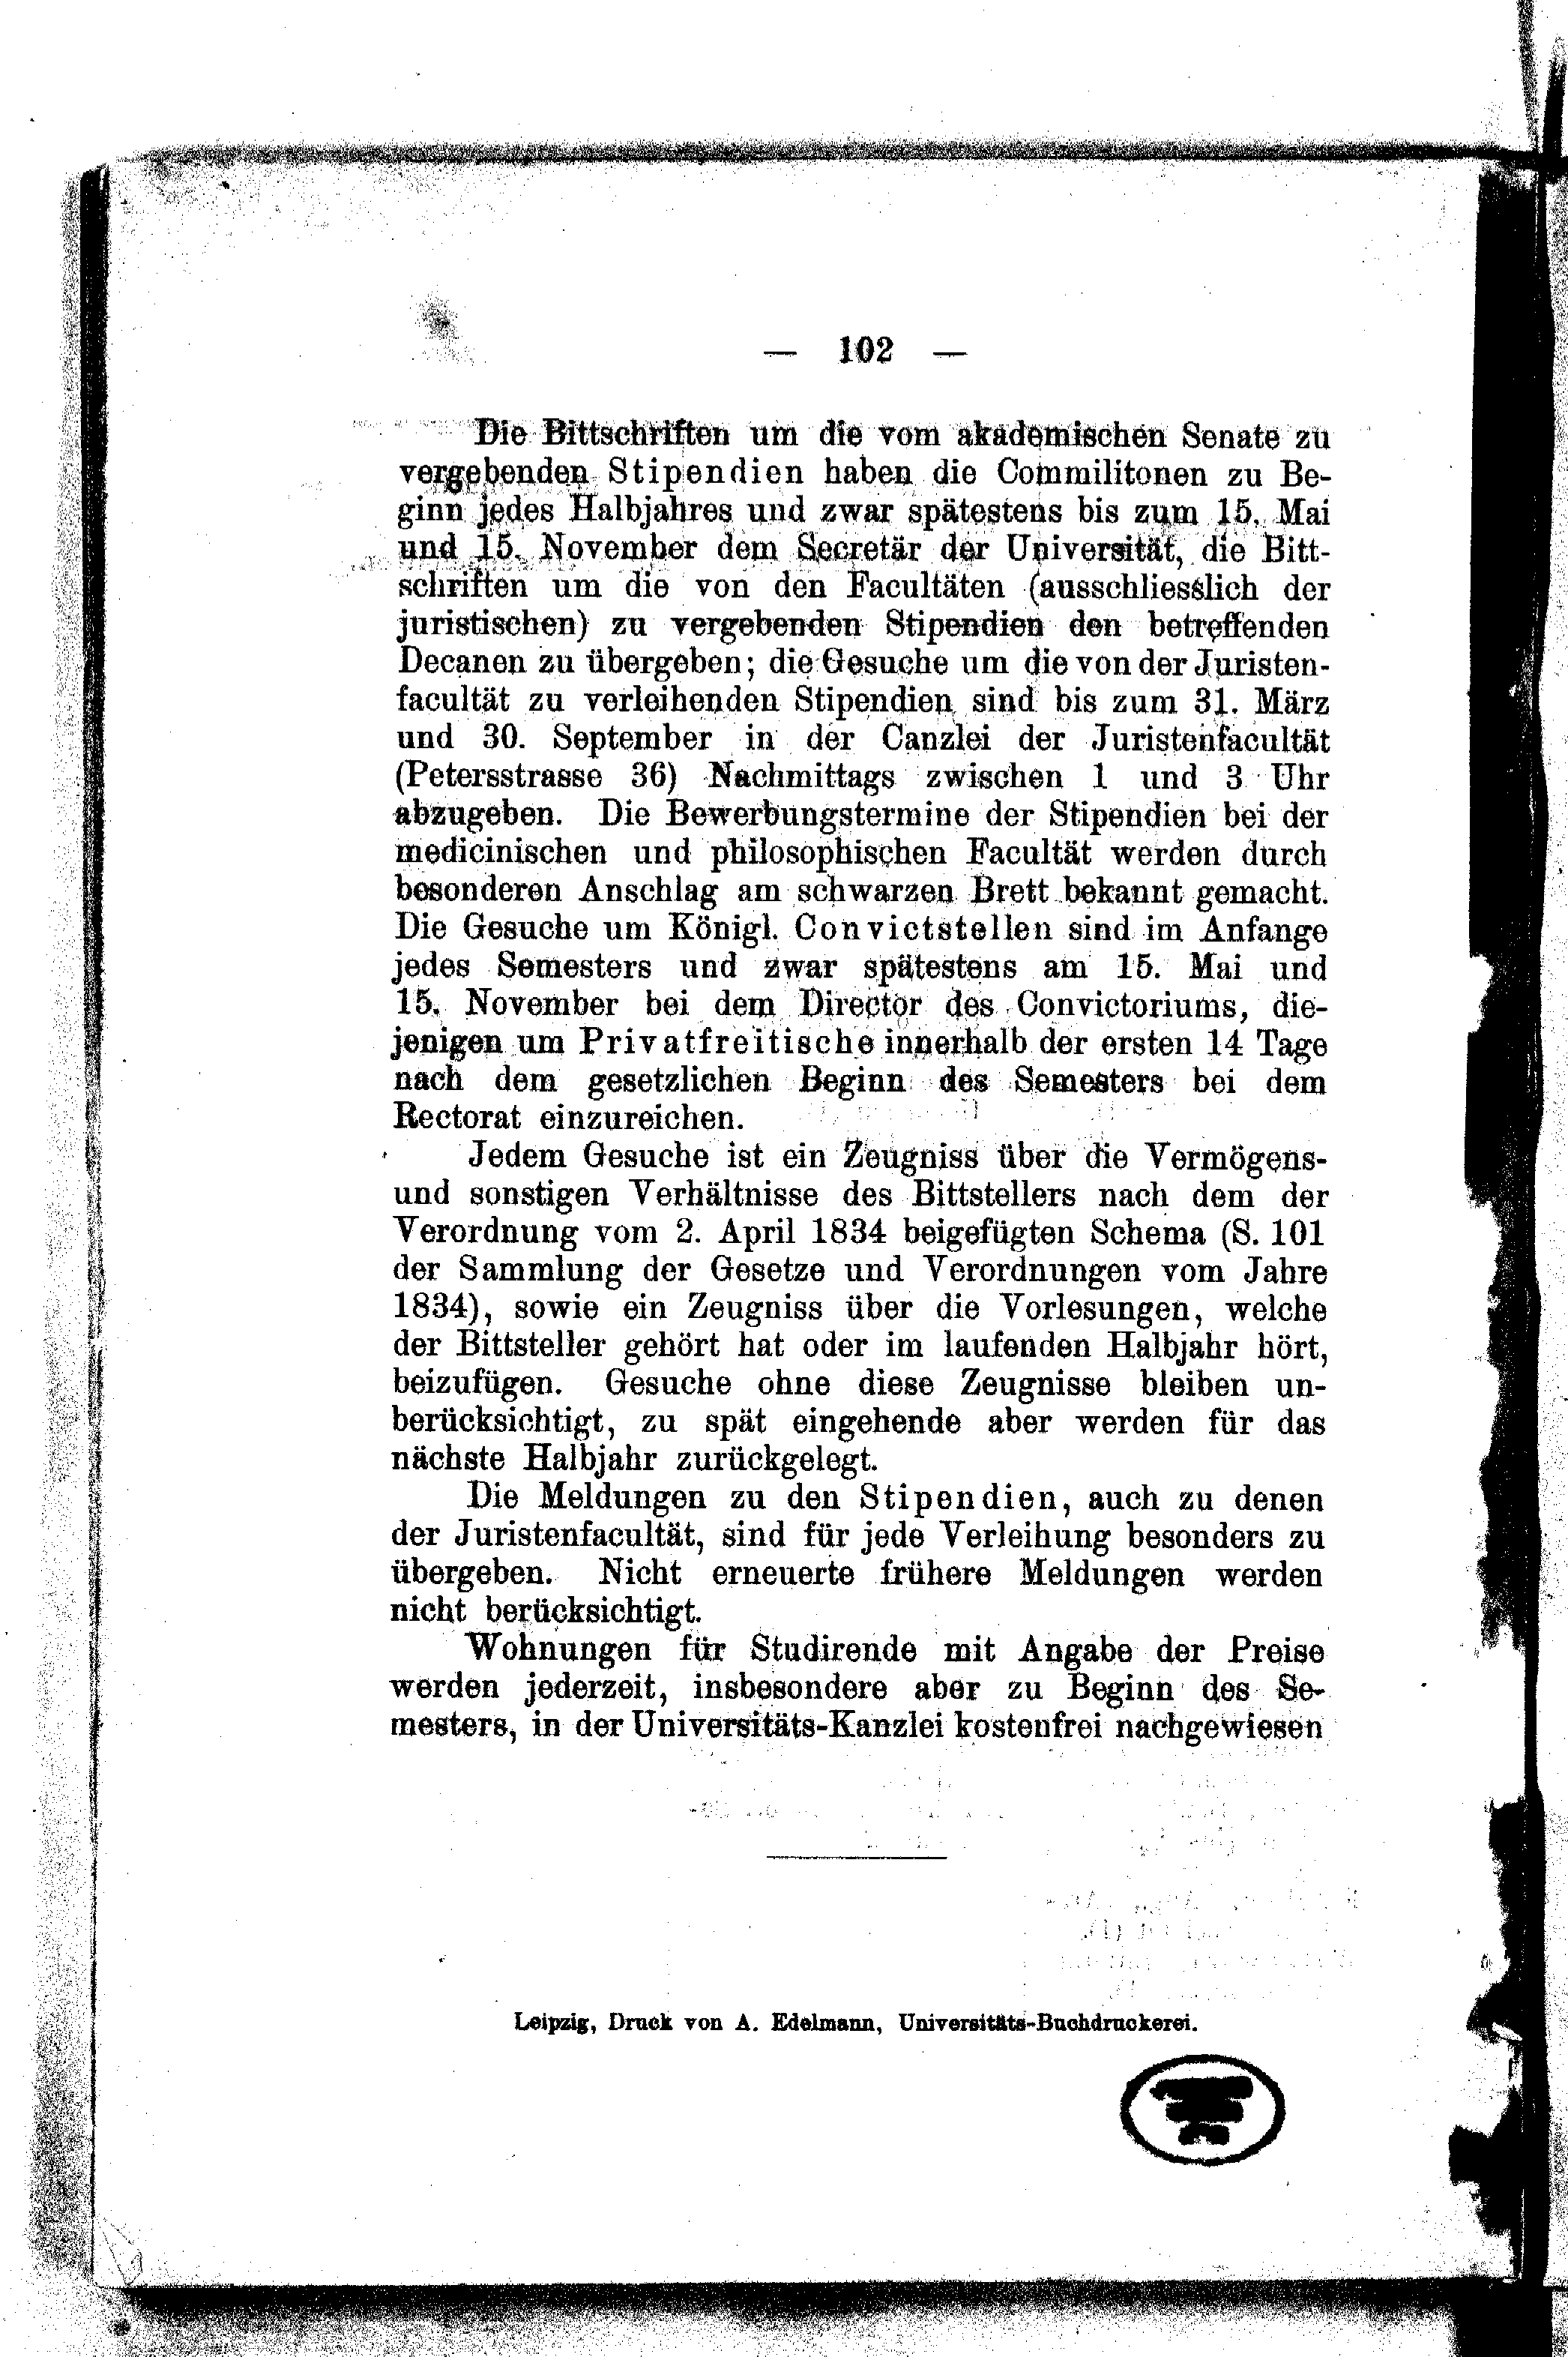 — 102 —
Die Bittschriften um die vom akademischen Senate zu
vergebenden Stipendien haben die Commilitonen zu Be-
ginn jedes Halbjahres und zwar spätestens bis zum 15. Mai
und 15. November dem Secretär der Universität, die Bitt-
schriften um die von den Facultäten (ausschliesslich der
juristischen) zu vergebenden Stipendien den betreffenden
Decanen zu übergeben; die Gesuche um die von der Juristen-
facultät zu verleihenden Stipendien sind bis zum 31. März
und 30. September in der Canzlei der Juristenfacultät
(Petersstrasse 36) Nachmittags zwischen 1 und 3 Uhr
abzugeben. Die Bewerbungstermine der Stipendien bei der
medicinischen und philosophischen Facultät werden durch
besonderen Anschlag am schwarzen Brett bekannt gemacht.
Die Gesuche um Königl. Convictstellen sind im Anfange
jedes Semesters und zwar spätestens am 15. Mai und
15. November bei dem Director des Convictoriums, die-
jenigen um Privatfreitische innerhalb der ersten 14 Tage
nach dem gesetzlichen Beginn des Semesters bei dem
Rectorat einzureichen.
Jedem Gesuche ist ein Zeugniss über die Vermögens-
und sonstigen Verhältnisse des Bittstellers nach dem der
Verordnung vom 2. April 1834 beigefügten Schema (S. 101
der Sammlung der Gesetze und Verordnungen vom Jahre
1834), sowie ein Zeugniss über die Vorlesungen, welche
der Bittsteller gehört hat oder im laufenden Halbjahr hört,
beizufügen. Gesuche ohne diese Zeugnisse bleiben un-
berücksichtigt, zu spät eingehende aber werden für das
nächste Halbjahr zurückgelegt.
Die Meldungen zu den Stipendien, auch zu denen
der Juristenfacultät, sind für jede Verleihung besonders zu
übergeben. Nicht erneuerte frühere Meldungen werden
nicht berücksichtigt.
Wohnungen für Studirende mit Angabe der Preise
werden jederzeit, insbesondere aber zu Beginn des Se-
mesters, in der Universitäts-Kanzlei kostenfrei nachgewiesen
Leipzig, Druck von A. Edelmann, Universitäts-Buchdruckerei.